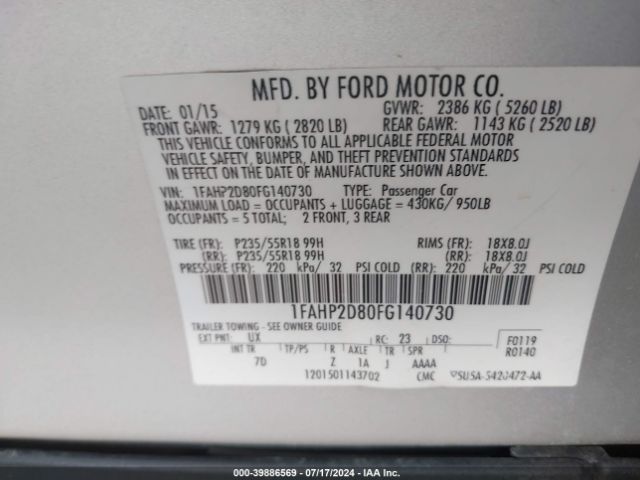 MFD. BY FORD MOTOR CO.
DATE: 01/15 GVWR: 2386 KG ( 5260 LB)
FRONT GAWR: 1279 KG ( 2820 LB) REAR GAWR: 1143 KG ( 2520 LB)
THIS VEHICLE CONFORMS TO ALL APPLICABLE FEDERAL MOTOR
VEHICLE SAFETY, BUMPER, AND THEFT PREVENTION STANDARDS
IN EFFECT ON THE DATE OF MANUFACTURE SHOWN ABOVE.
VIN: 1FAHP2D80FG140730 TYPE: Passenger Car
MAXIMUM LOAD = OCCUPANTS + LUGGAGE = 430KG/ 950LB
OCCUPANTS = 5 TOTAL; 2 FRONT, 3 REAR
TIRE (FR): P235/55R18 99H RIMS (FR): 18X8.0J
(RR): P235/55R18 99H (RR): 18X8.0J
PRESSURE (FR): 220 kPa/ 32 PSI COLD (RR): 220 kPa/ 32 PSI COLD
1FAHP2D80FG140730
TRAILER TOWING - SEE OWNER GUIDE
EXT PNT: UX RC: 23 DSO: F0119
INT TR TP/PS R AXLE TR SPR R0140
7D Z 1A J AAAA
1201501143702 CMC 5U5A-5420472-AA
000-39886569 - 07/17/2024 - IAA Inc.